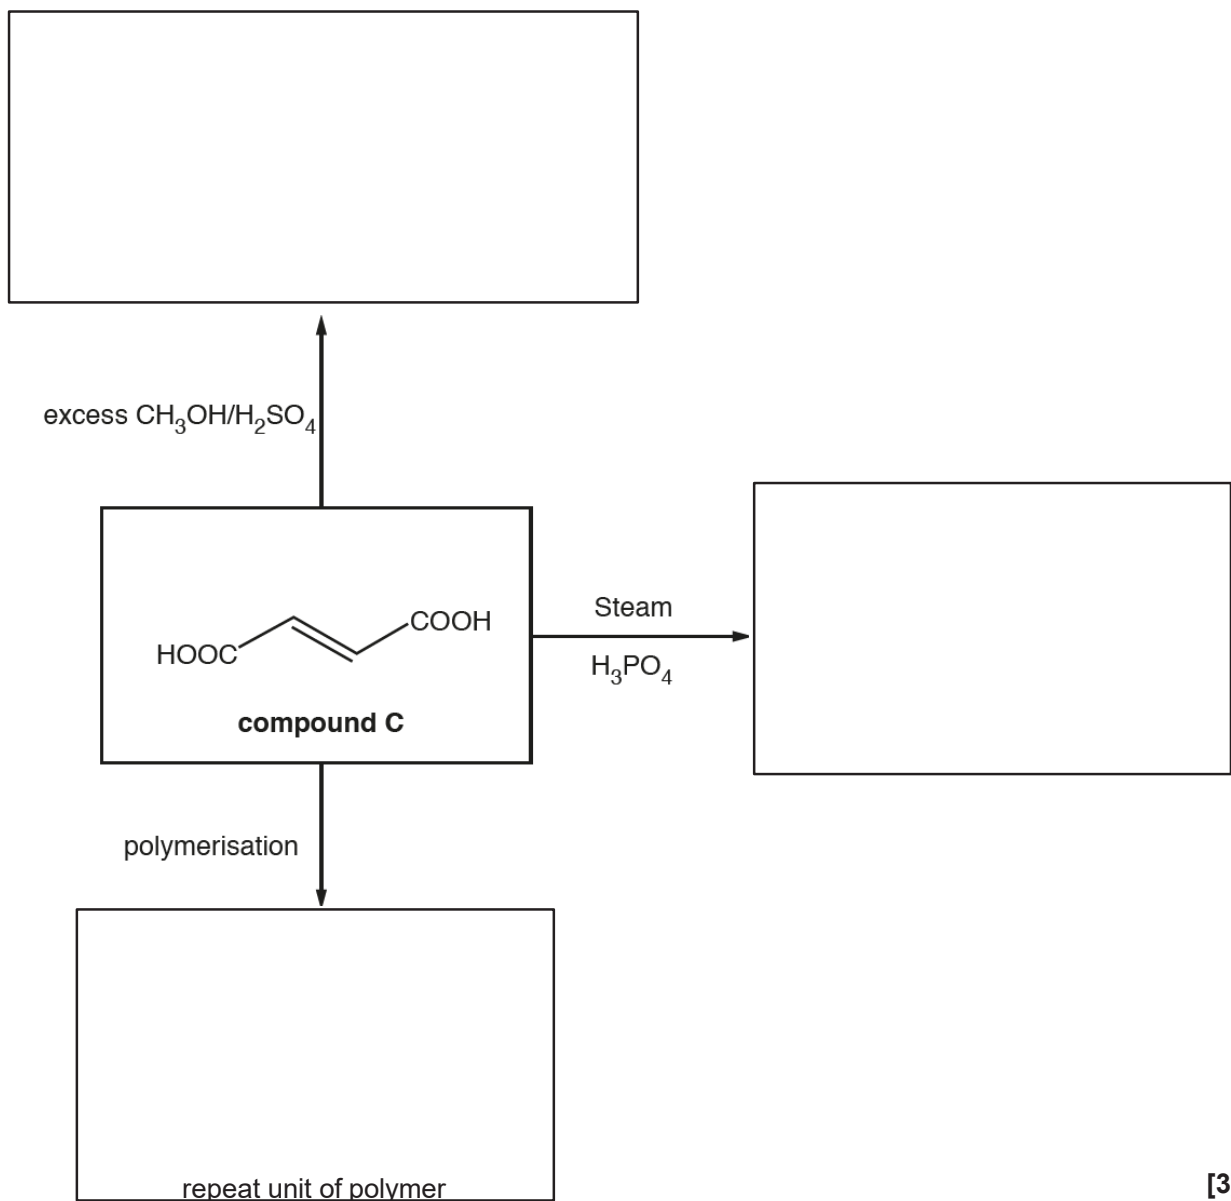 excess CH₃OH/H₂SO₄
Steam
H₃PO₄
HOOC
COOH
compound C
polymerisation
repeat unit of polymer
[3